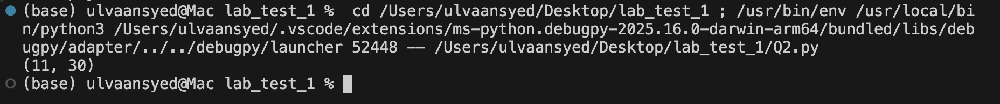 (base) ulvaansyed@Mac lab_test_1 %  cd /Users/ulvaansyed/Desktop/lab_test_1 ; /usr/bin/env /usr/local/bi
n/python3 /Users/ulvaansyed/.vscode/extensions/ms-python.debugpy-2025.16.0-darwin-arm64/bundled/libs/deb
ugpy/adapter/../../debugpy/launcher 52448 -- /Users/ulvaansyed/Desktop/lab_test_1/Q2.py
(11, 30)
(base) ulvaansyed@Mac lab_test_1 %